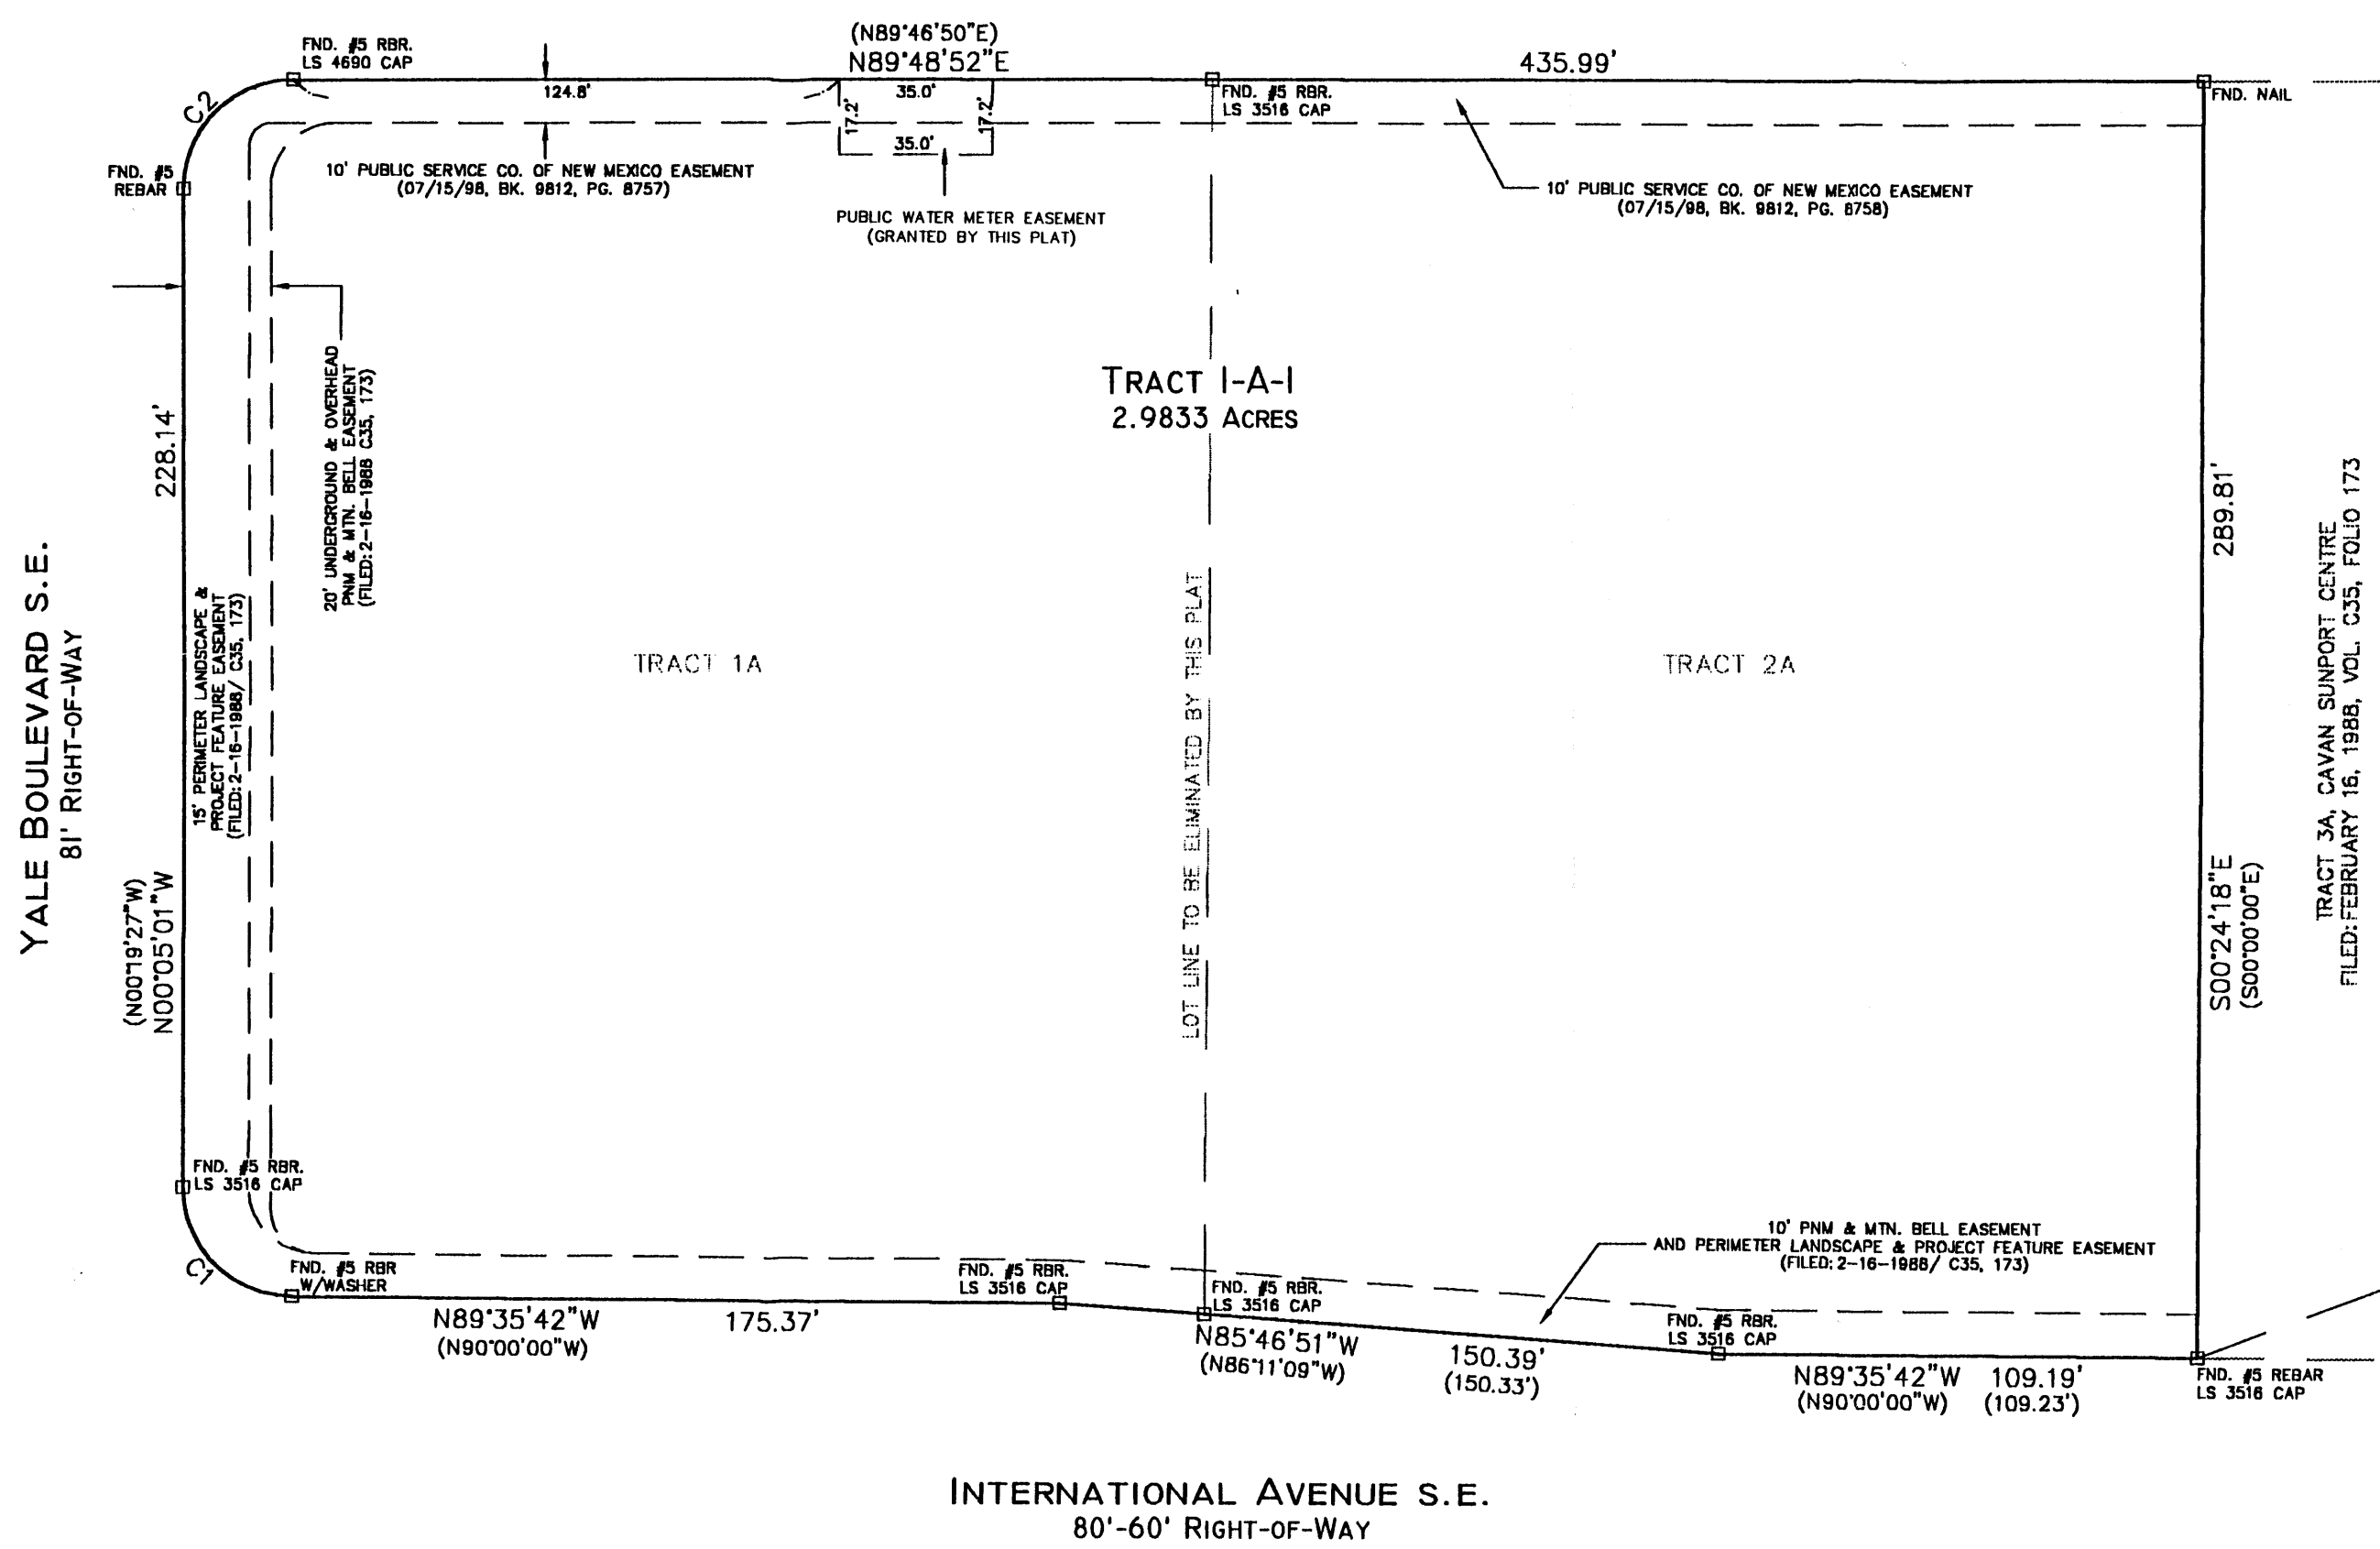 (N89°46'50"E)
N89°48'52"E
435.99'
FND. #5 RBR.
LS 4690 CAP
C2
124.8'
35.0'
17.2'
17.2'
35.0'
FND. #5 RBR.
LS 3516 CAP
FND. NAIL
FND. #5
REBAR
10' PUBLIC SERVICE CO. OF NEW MEXICO EASEMENT
(07/15/98, BK. 9812, PG. 8757)
PUBLIC WATER METER EASEMENT
(GRANTED BY THIS PLAT)
10' PUBLIC SERVICE CO. OF NEW MEXICO EASEMENT
(07/15/98, BK. 9812, PG. 8758)
20' UNDERGROUND & OVERHEAD
PNM & MTN. BELL EASEMENT
(FILED: 2-16-1988 C35, 173)
TRACT 1-A-1
2.9833 ACRES
228.14'
15' PERIMETER LANDSCAPE &
PROJECT FEATURE EASEMENT
(FILED: 2-16-1988/ C35, 173)
YALE BOULEVARD S.E.
81' RIGHT-OF-WAY
(N00°19'27"W)
N00°05'01"W
TRACT 1A
LOT LINE TO BE ELIMINATED BY THIS PLAT
TRACT 2A
289.81'
S00°24'18"E
(S00°00'00"E)
TRACT 3A, CAVAN SUNPORT CENTRE
FILED: FEBRUARY 16, 1988, VOL. C35, FOLIO 173
FND. #5 RBR.
LS 3516 CAP
C1
FND. #5 RBR
W/WASHER
N89°35'42"W 175.37'
(N90°00'00"W)
FND. #5 RBR.
LS 3516 CAP
FND. #5 RBR.
LS 3516 CAP
N85°46'51"W 150.39'
(N86°11'09"W) (150.33')
10' PNM & MTN. BELL EASEMENT
AND PERIMETER LANDSCAPE & PROJECT FEATURE EASEMENT
(FILED: 2-16-1988/ C35, 173)
FND. #5 RBR.
LS 3516 CAP
N89°35'42"W 109.19'
(N90°00'00"W) (109.23')
FND. #5 REBAR
LS 3516 CAP
INTERNATIONAL AVENUE S.E.
80'-60' RIGHT-OF-WAY